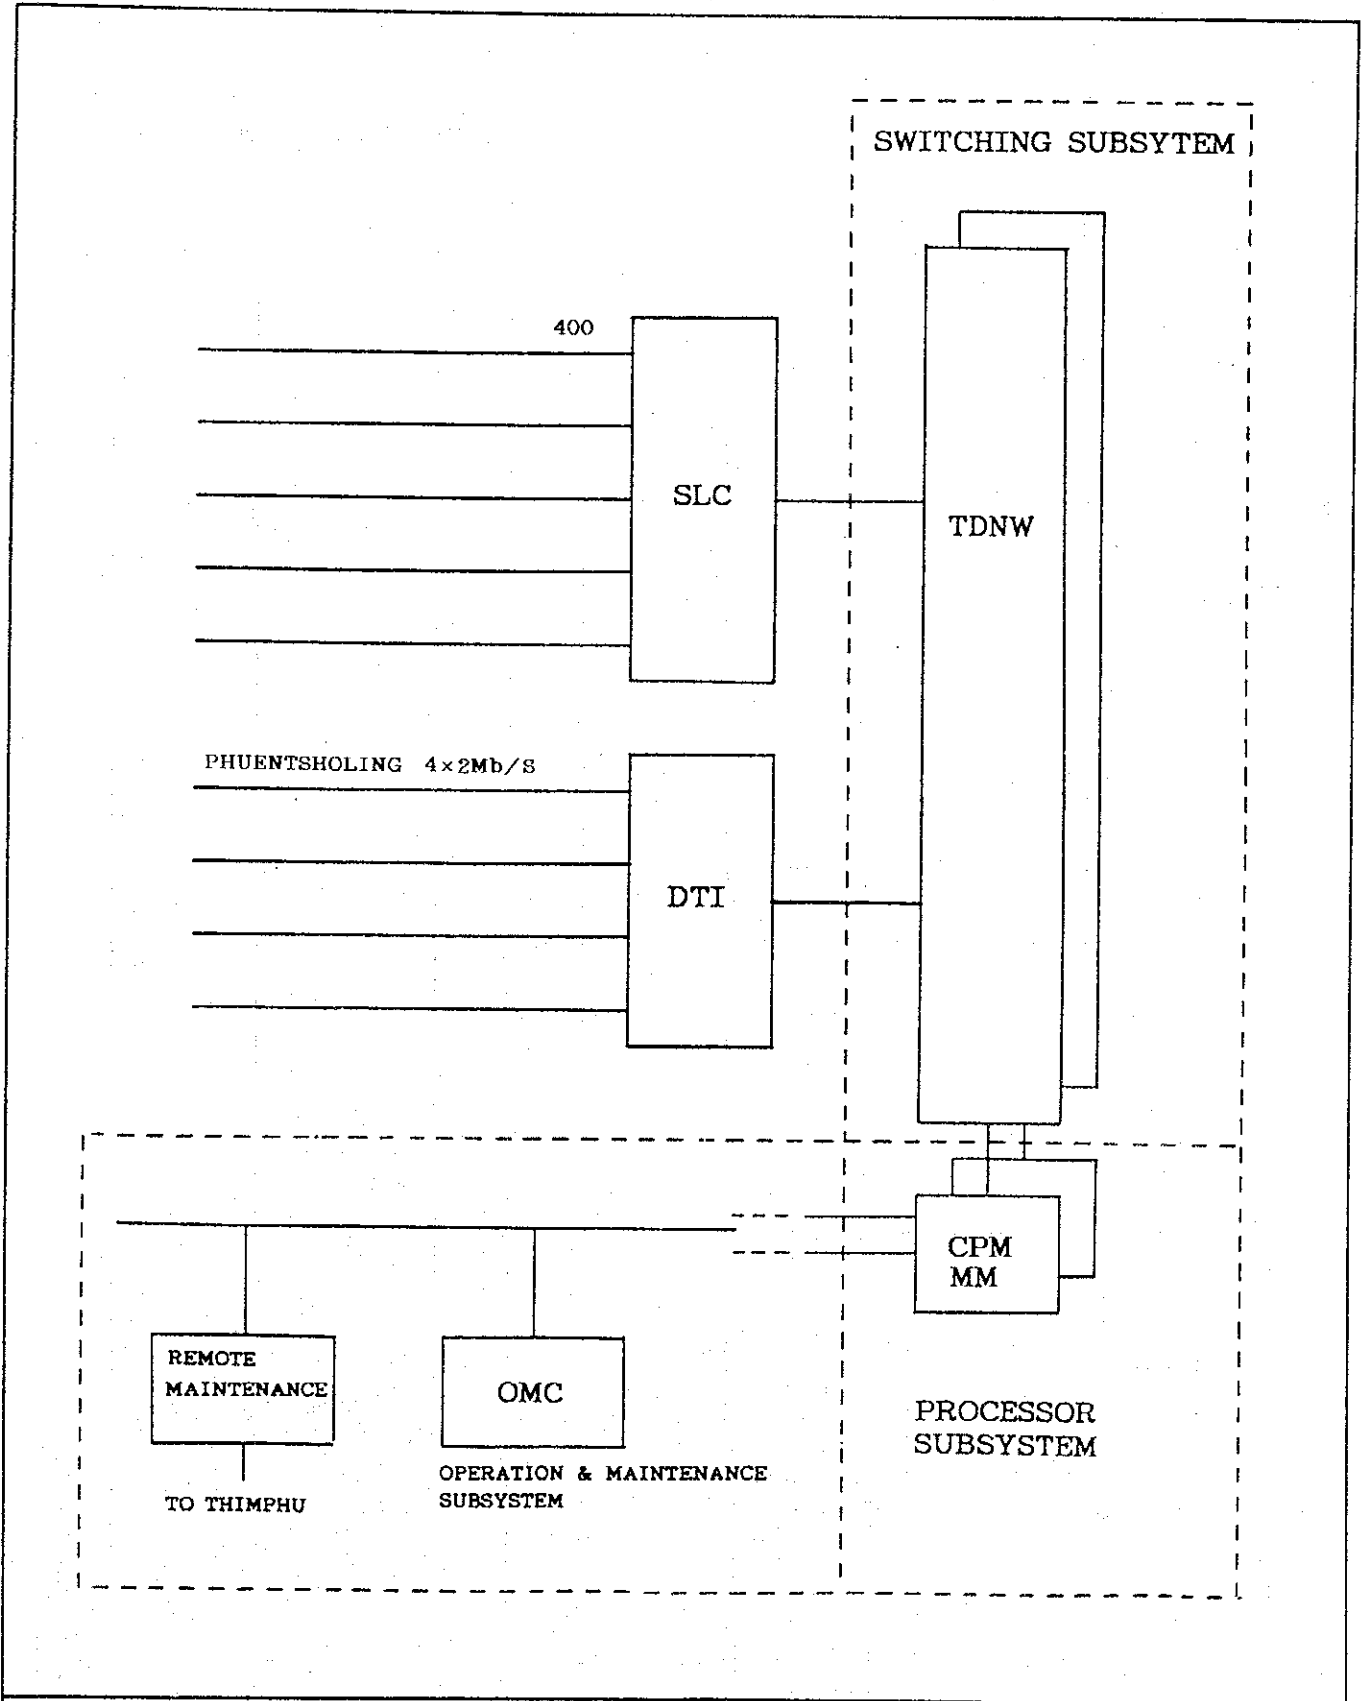 SWITCHING SUBSYTEM
400
SLC
TDNW
PHUENTSHOLING 4×2Mb/S
DTI
CPM
MM
REMOTE
MAINTENANCE
OMC
PROCESSOR
SUBSYSTEM
OPERATION & MAINTENANCE
SUBSYSTEM
TO THIMPHU